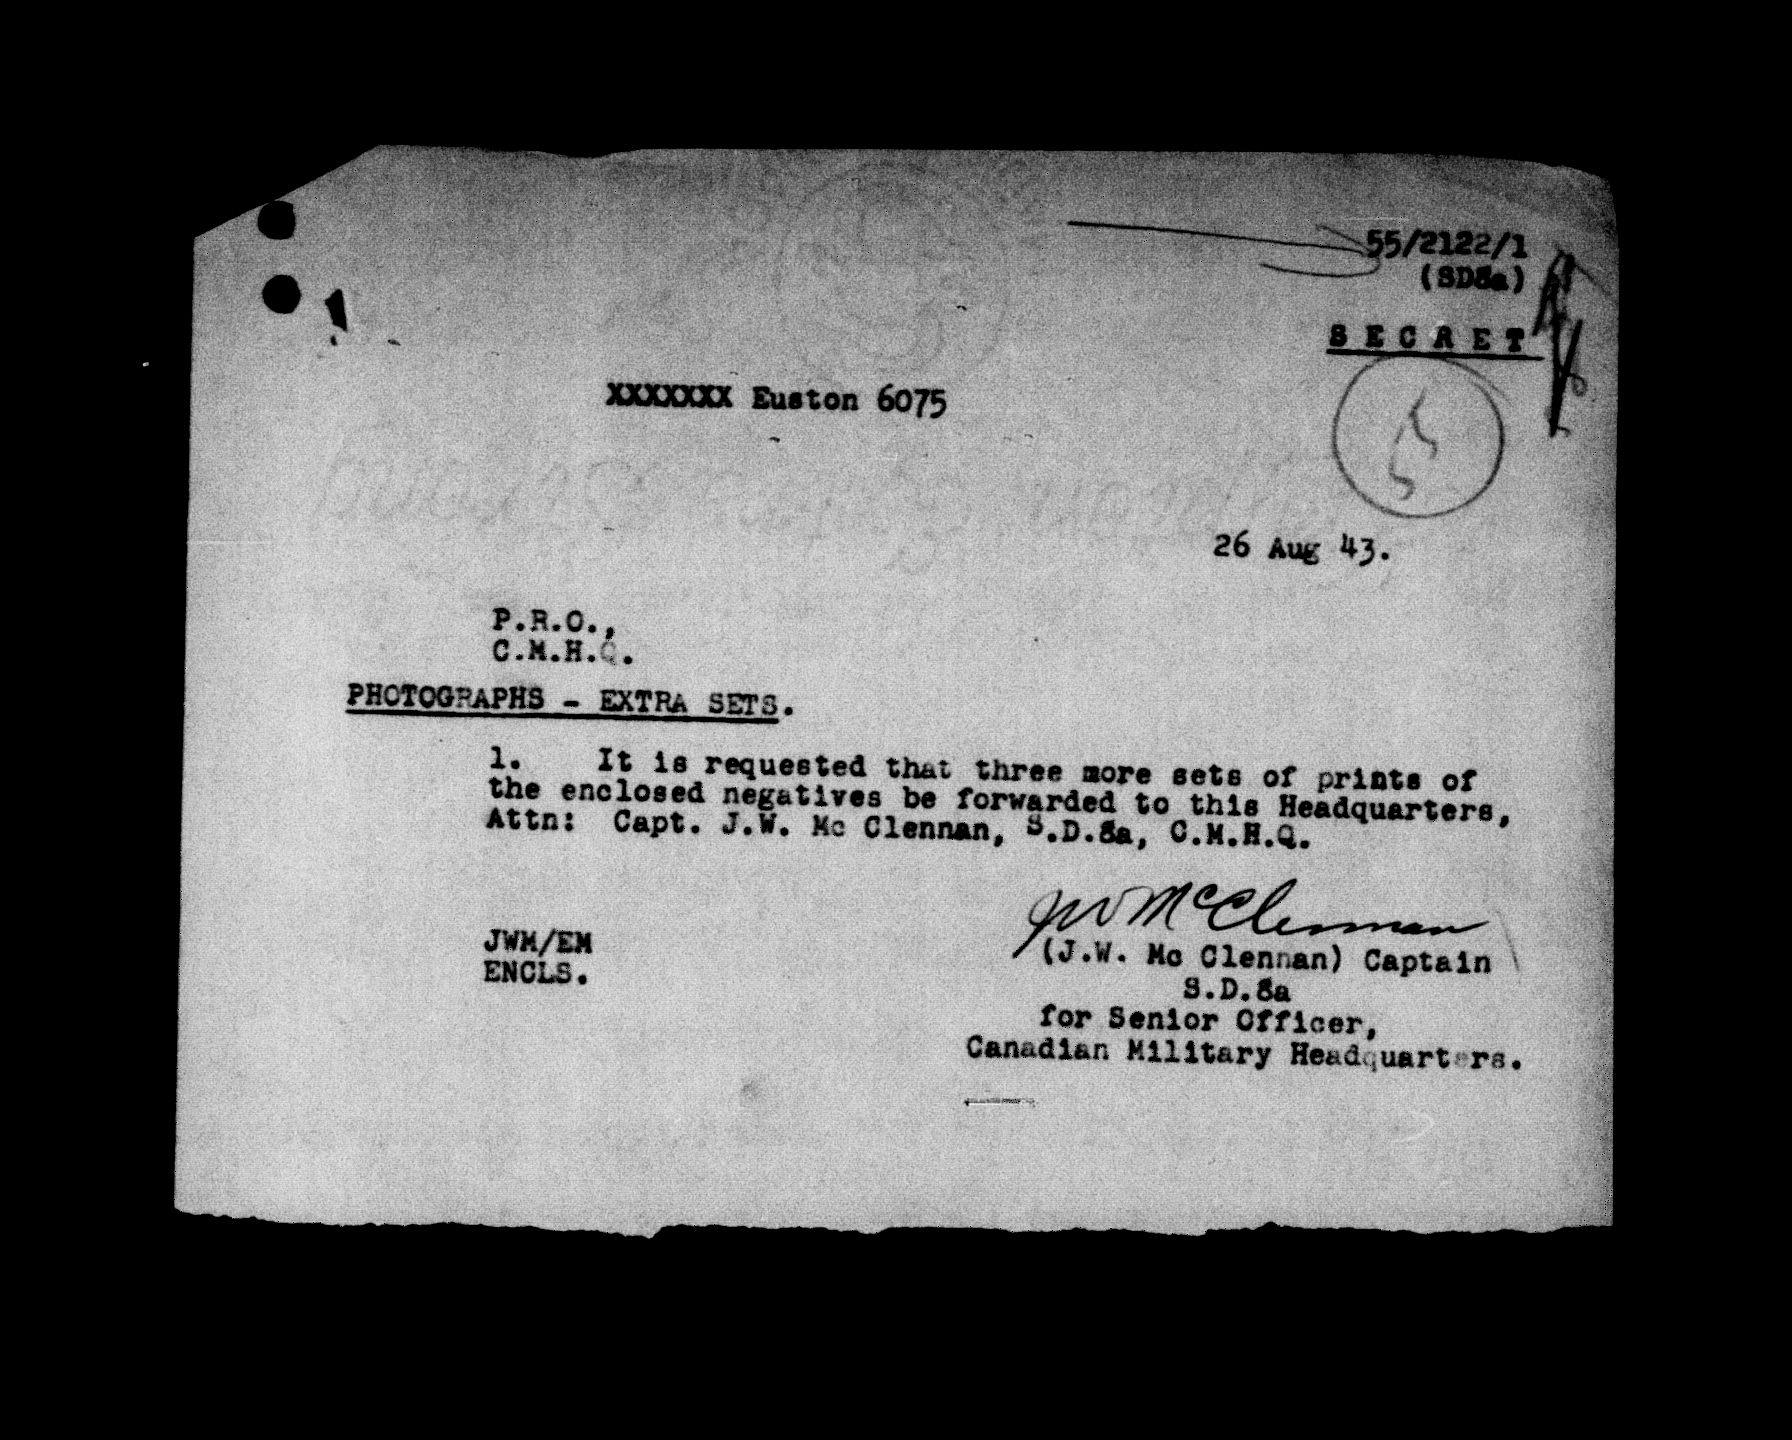 55/2122/1
(SD8a)
SECRET
XXXXXXX Euston 6075
26 Aug 43.
P.R.O.,
C.M.H.Q.
PHOTOGRAPHS - EXTRA SETS.
1. It is requested that three more sets of prints of
the enclosed negatives be forwarded to this Headquarters,
Attn: Capt. J.W. Mc Clennan, S.D.8a, C.M.H.Q.
JW McClennan
JWM/EM
ENCLS.
(J.W. Mc Clennan) Captain
S.D.8a
for Senior Officer,
Canadian Military Headquarters.